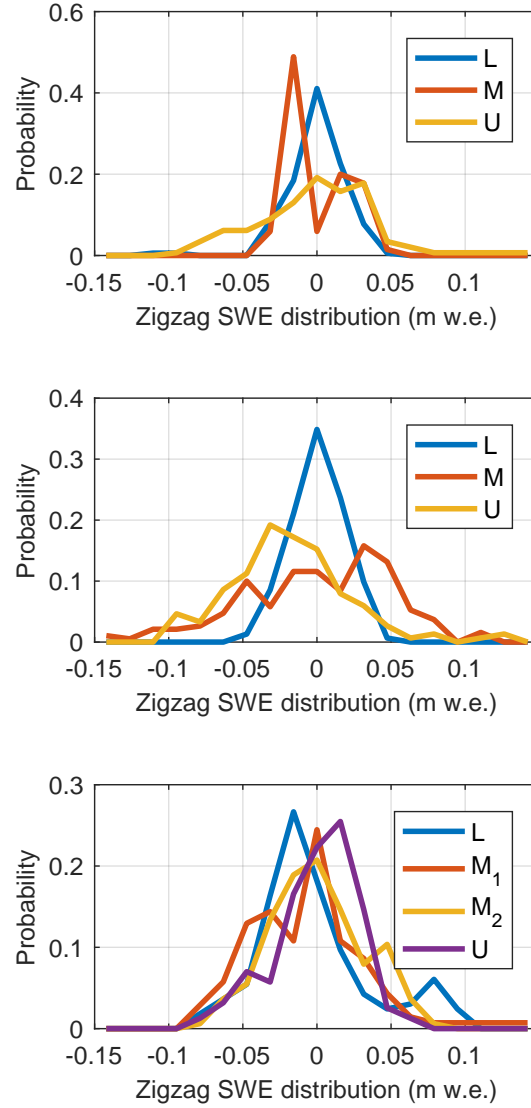 0.6
0.4
0.2
0
Probability
L
M
U
-0.15 -0.1 -0.05 0 0.05 0.1
Zigzag SWE distribution (m w.e.)
0.4
0.3
0.2
0.1
0
Probability
L
M
U
-0.15 -0.1 -0.05 0 0.05 0.1
Zigzag SWE distribution (m w.e.)
0.3
0.2
0.1
0
Probability
L
M₁
M₂
U
-0.15 -0.1 -0.05 0 0.05 0.1
Zigzag SWE distribution (m w.e.)